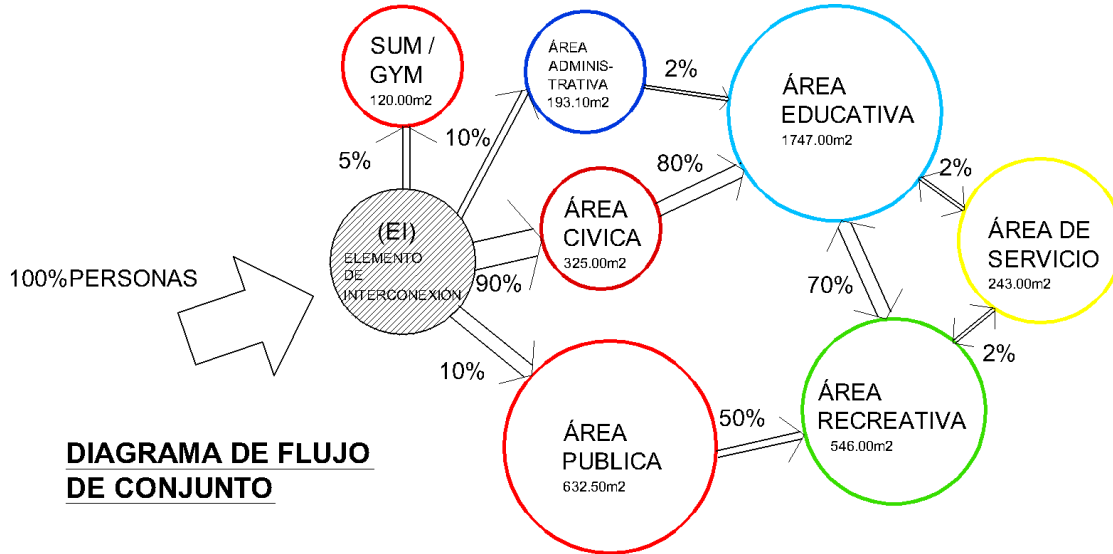 SUM /
GYM
120.00m2
ÁREA
ADMINIS-
TRATIVA
193.10m2
2%
ÁREA
EDUCATIVA
1747.00m2
10%
5%
80%
2%
(EI)
ELEMENTO
DE
INTERCONEXIÓN
ÁREA
CIVICA
325.00m2
ÁREA DE
SERVICIO
243.00m2
100%PERSONAS
90%
70%
10%
2%
ÁREA
PUBLICA
632.50m2
50%
ÁREA
RECREATIVA
546.00m2
DIAGRAMA DE FLUJO
DE CONJUNTO